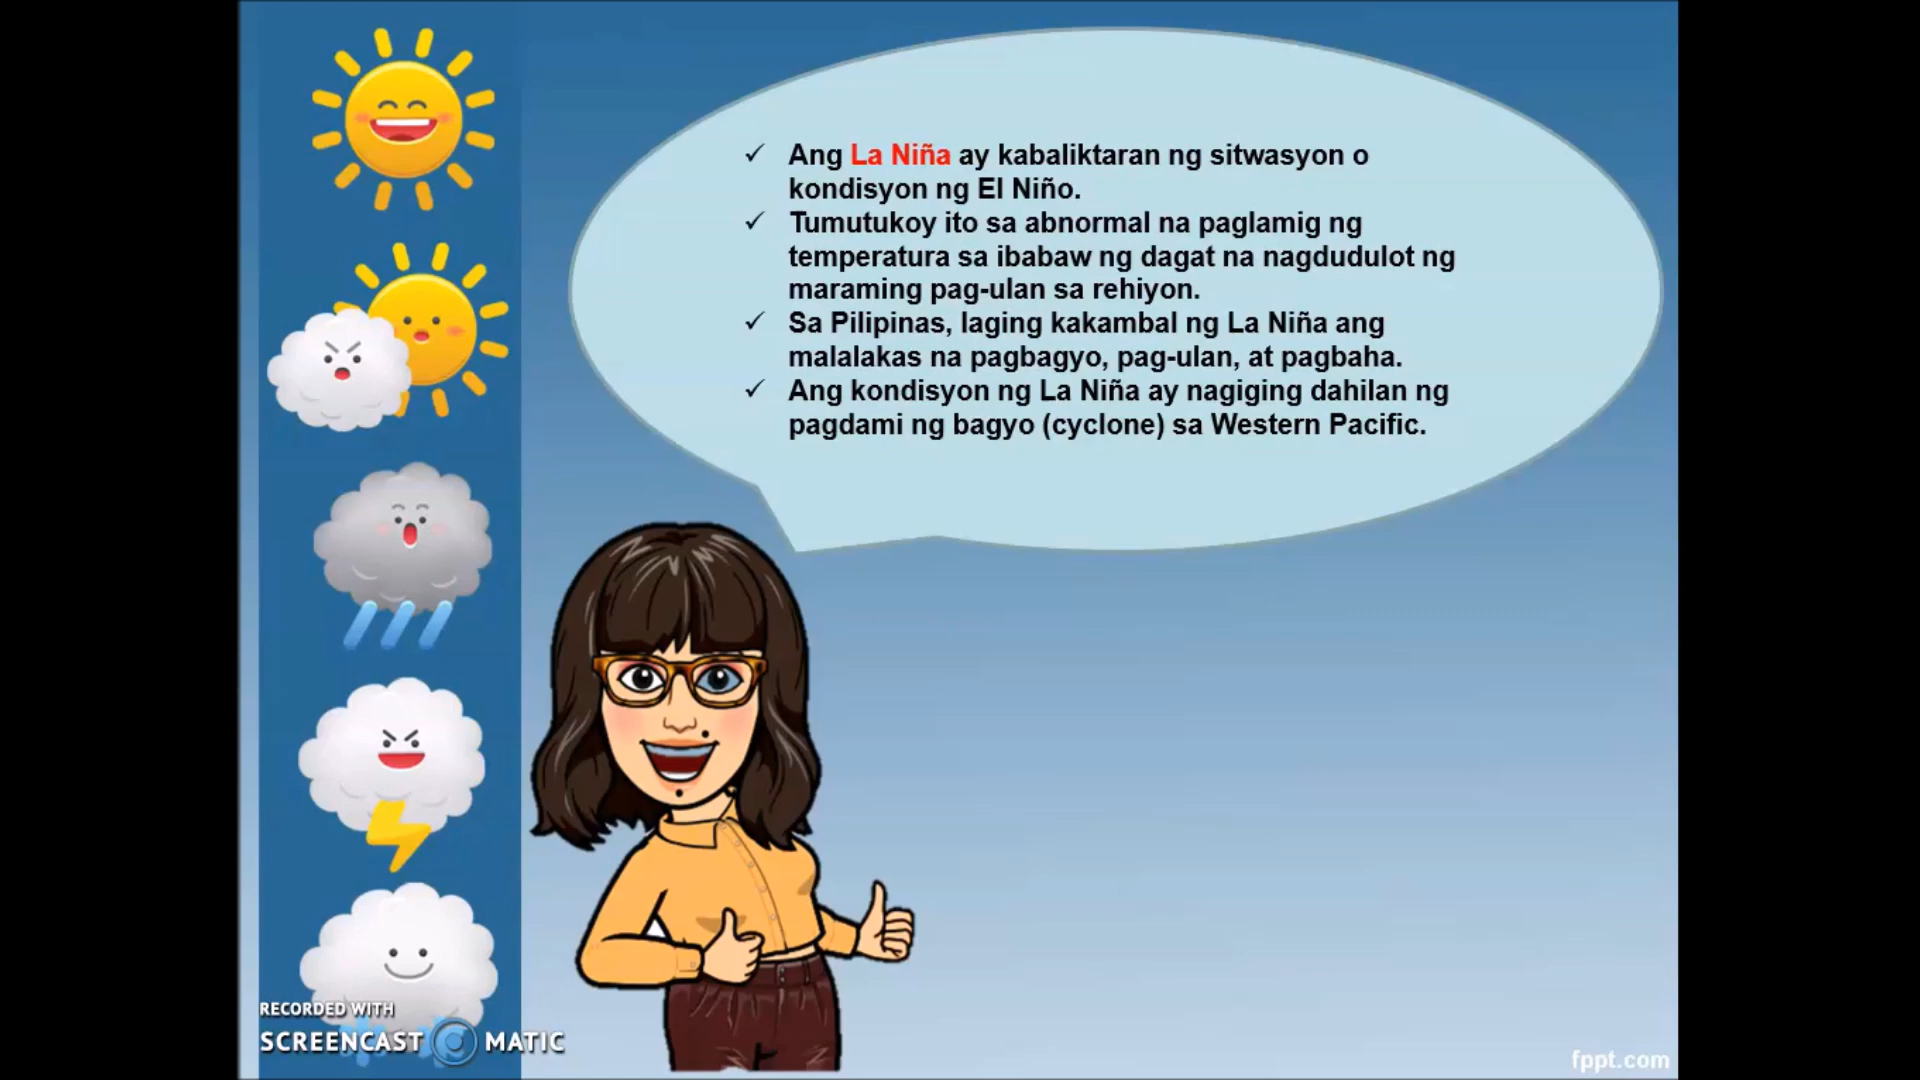 ✓ Ang La Niña ay kabaliktaran ng sitwasyon o
kondisyon ng El Niño.
✓ Tumutukoy ito sa abnormal na paglamig ng
temperatura sa ibabaw ng dagat na nagdudulot ng
maraming pag-ulan sa rehiyon.
✓ Sa Pilipinas, laging kakambal ng La Niña ang
malalakas na pagbagyo, pag-ulan, at pagbaha.
✓ Ang kondisyon ng La Niña ay nagiging dahilan ng
pagdami ng bagyo (cyclone) sa Western Pacific.
RECORDED WITH
SCREENCAST MATIC
fppt.com